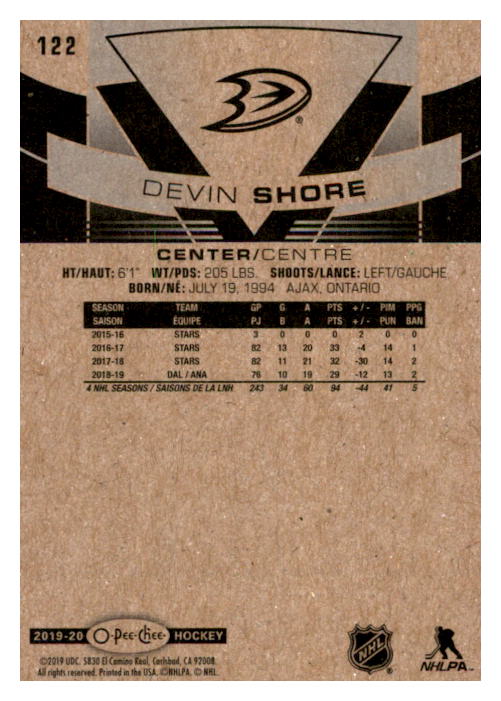 122
DEVIN SHORE
CENTER/CENTRE
HT/HAUT: 6'1" WT/PDS: 205 LBS. SHOOTS/LANCE: LEFT/GAUCHE
BORN/NÉ: JULY 19, 1994 AJAX, ONTARIO
SEASON TEAM GP G A PTS +/- PIM PPG
SAISON ÉQUIPE PJ B A PTS +/- PUN BAN
2015-16 STARS 3 0 0 0 2 0 0
2016-17 STARS 82 13 20 33 -4 14 1
2017-18 STARS 82 11 21 32 -30 14 2
2018-19 DAL / ANA 76 10 19 29 -12 13 2
4 NHL SEASONS / SAISONS DE LA LNH 243 34 60 94 -44 41 5
2019-20 O-Pee-Chee HOCKEY
©2019 UDC. 5830 El Camino Real, Carlsbad, CA 92008.
All rights reserved. Printed in the USA. ©NHLPA. © NHL.
NHL ®
NHLPA™